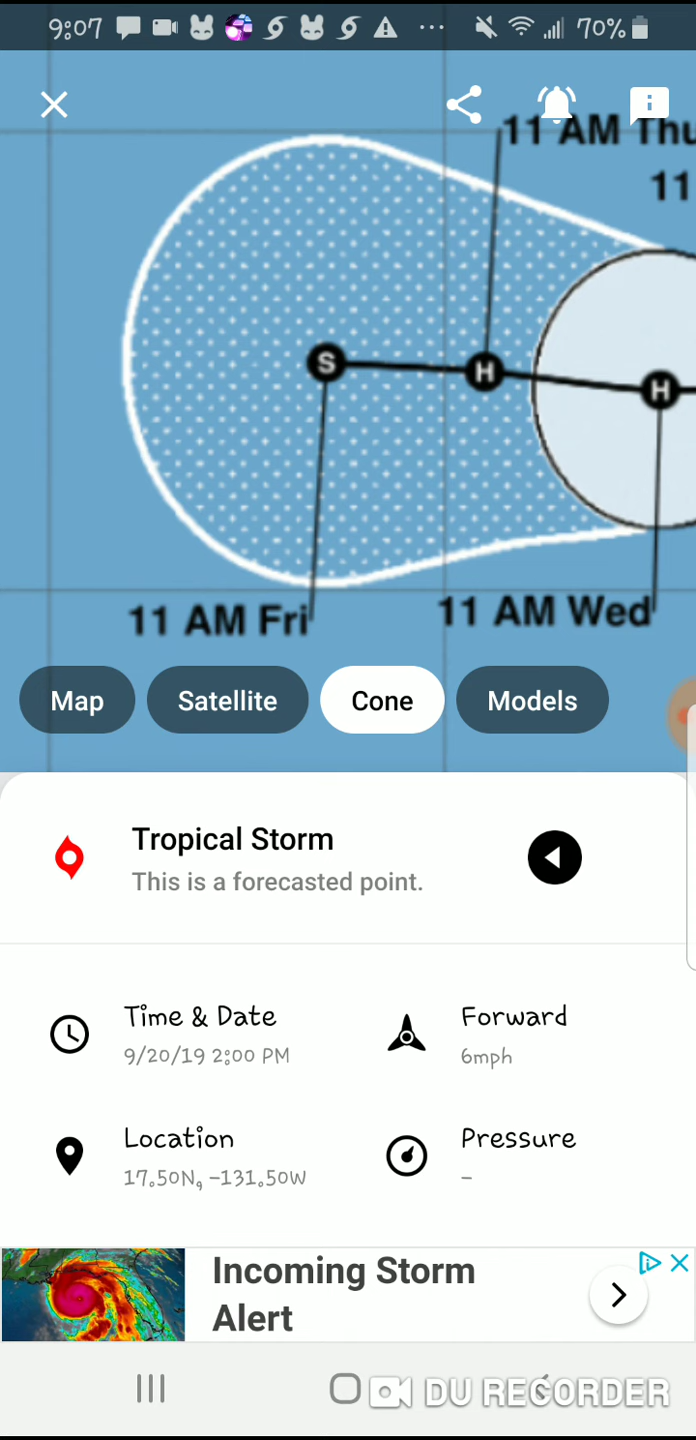 9:07
70%
11 AM Thu
11
S
H
H
11 AM Fri
11 AM Wed
Map
Satellite
Cone
Models
Tropical Storm
This is a forecasted point.
Time & Date
9/20/19 2:00 PM
Forward
6mph
Location
17.50N, -131.50W
Pressure
-
Incoming Storm
Alert
DU RECORDER